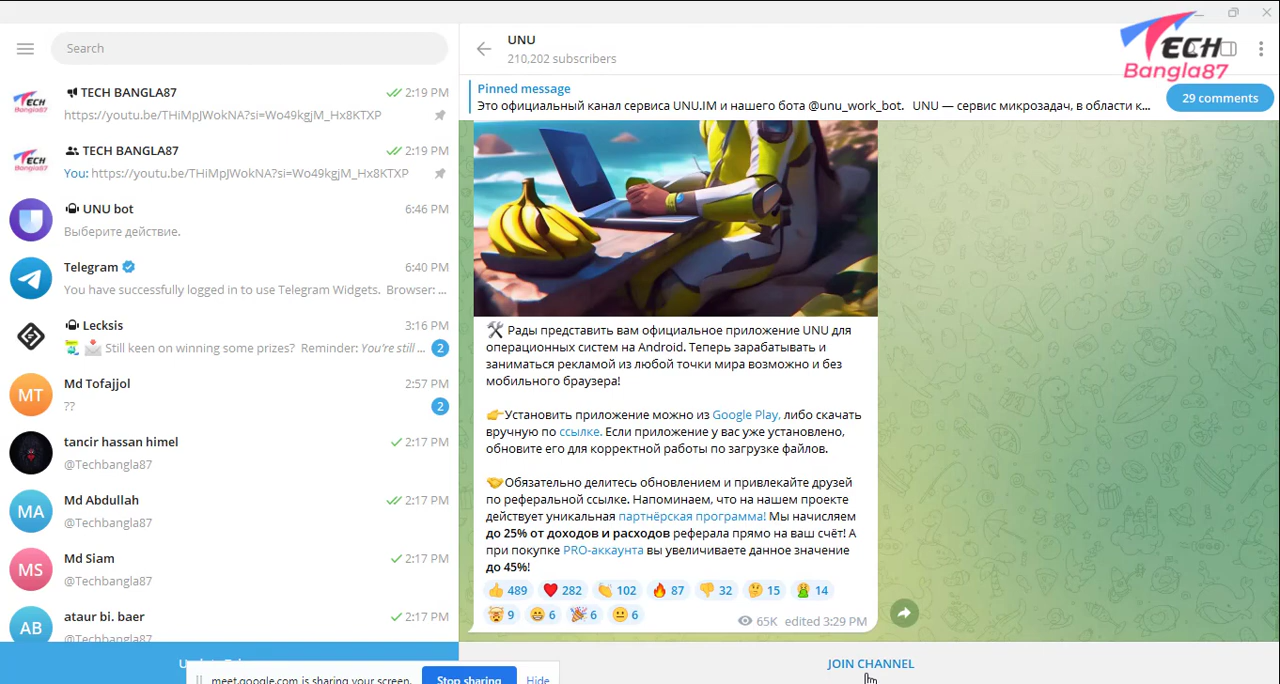 Search
TECH BANGLA87
2:19 PM
https://youtu.be/THiMpJWokNA?si=Wo49kgjM_Hx8KTXP
TECH BANGLA87
2:19 PM
You: https://youtu.be/THiMpJWokNA?si=Wo49kgjM_Hx8KTXP
UNU bot
6:46 PM
Выберите действие.
Telegram
6:40 PM
You have successfully logged in to use Telegram Widgets. Browser: ...
Lecksis
3:16 PM
Still keen on winning some prizes? Reminder: You're still ...
2
MT
Md Tofajjol
2:57 PM
??
2
tancir hassan himel
2:17 PM
@Techbangla87
MA
Md Abdullah
2:17 PM
@Techbangla87
MS
Md Siam
2:17 PM
@Techbangla87
AB
ataur bi. baer
2:17 PM
@Techbangla87
meet.google.com is sharing your screen.
Stop sharing
Hide
UNU
210,202 subscribers
TECH
Bangla87
Pinned message
Это официальный канал сервиса UNU.IM и нашего бота @unu_work_bot. UNU — сервис микрозадач, в области к...
29 comments
Рады представить вам официальное приложение UNU для
операционных систем на Android. Теперь зарабатывать и
заниматься рекламой из любой точки мира возможно и без
мобильного браузера!
Установить приложение можно из Google Play, либо скачать
вручную по ссылке. Если приложение у вас уже установлено,
обновите его для корректной работы по загрузке файлов.
Обязательно делитесь обновлением и привлекайте друзей
по реферальной ссылке. Напоминаем, что на нашем проекте
действует уникальная партнёрская программа! Мы начисляем
до 25% от доходов и расходов реферала прямо на ваш счёт! А
при покупке PRO-аккаунта вы увеличиваете данное значение
до 45%!
489 282 102 87 32 15 14
9 6 6 6
65K edited 3:29 PM
JOIN CHANNEL